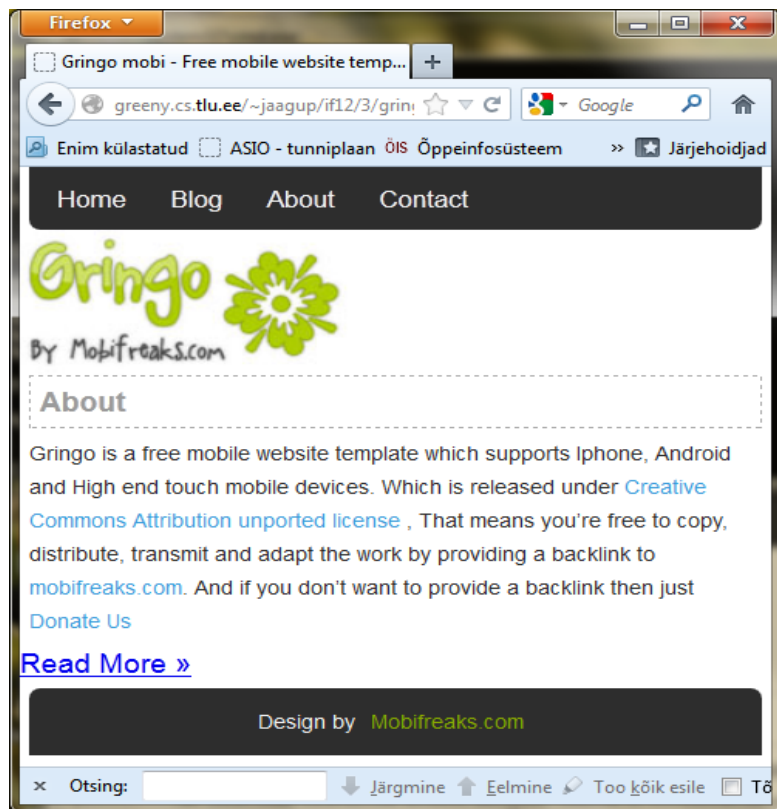 Firefox
Gringo mobi - Free mobile website temp...
greeny.cs.tlu.ee/~jaagup/if12/3/grin
Google
Enim külastatud ASIO - tunniplaan ÕIS Õppeinfosüsteem » Järjehoidjad
Home Blog About Contact
Gringo
By Mobifreaks.com
About
Gringo is a free mobile website template which supports Iphone, Android
and High end touch mobile devices. Which is released under Creative
Commons Attribution unported license , That means you’re free to copy,
distribute, transmit and adapt the work by providing a backlink to
mobifreaks.com. And if you don’t want to provide a backlink then just
Donate Us
Read More »
Design by Mobifreaks.com
× Otsing: Järgmine Eelmine Too kõik esile Tõ